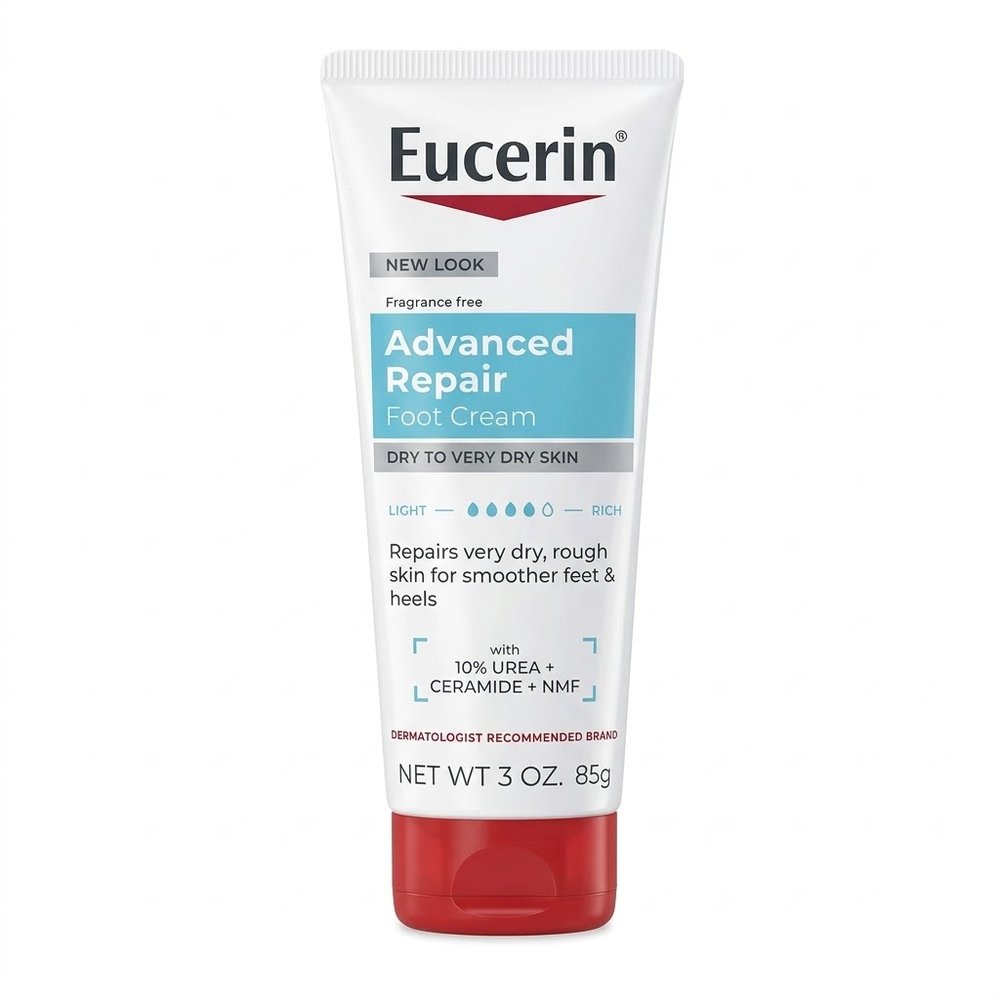 Eucerin®
NEW LOOK
Fragrance free
Advanced
Repair
Foot Cream
DRY TO VERY DRY SKIN
LIGHT — — RICH
Repairs very dry, rough
skin for smoother feet &
heels
with
10% UREA +
CERAMIDE + NMF
DERMATOLOGIST RECOMMENDED BRAND
NET WT 3 OZ. 85g